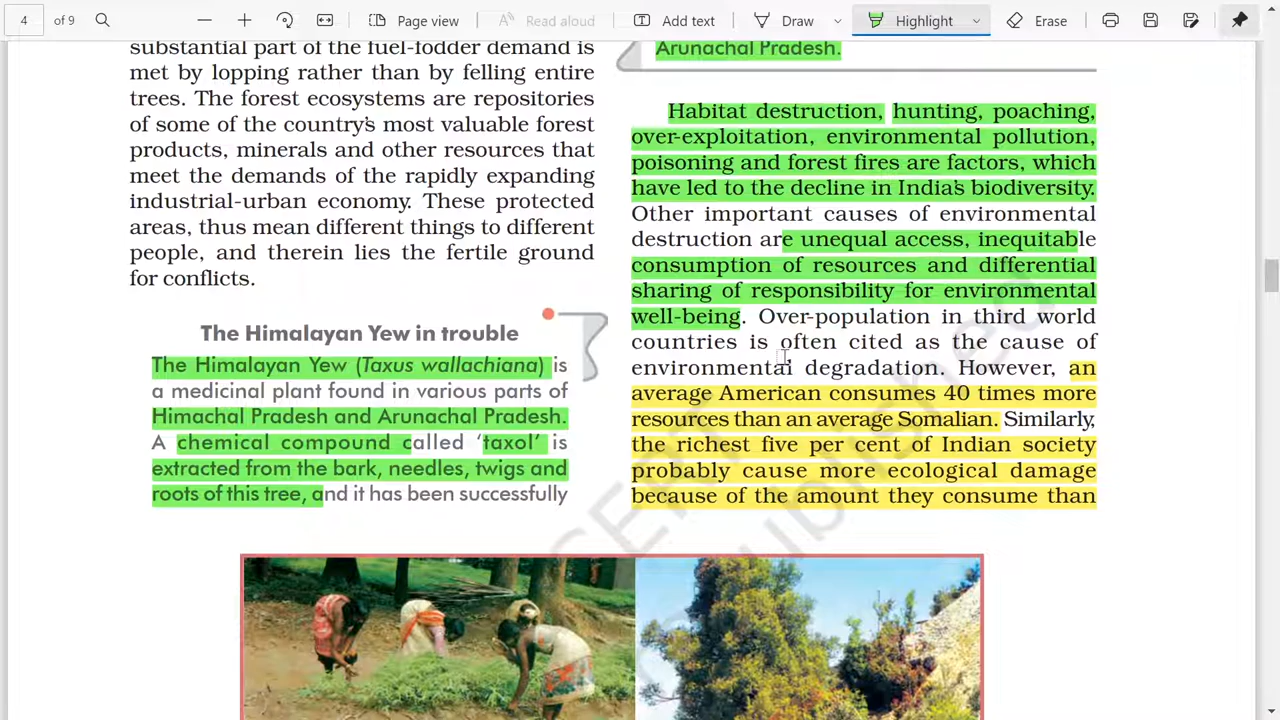 4 of 9
Page view
Read aloud
Add text
Draw
Highlight
Erase
substantial part of the fuel-fodder demand is
met by lopping rather than by felling entire
trees. The forest ecosystems are repositories
of some of the country's most valuable forest
products, minerals and other resources that
meet the demands of the rapidly expanding
industrial-urban economy. These protected
areas, thus mean different things to different
people, and therein lies the fertile ground
for conflicts.
The Himalayan Yew in trouble
The Himalayan Yew (Taxus wallachiana) is
a medicinal plant found in various parts of
Himachal Pradesh and Arunachal Pradesh.
A chemical compound called ‘taxol’ is
extracted from the bark, needles, twigs and
roots of this tree, and it has been successfully
Arunachal Pradesh.
Habitat destruction, hunting, poaching,
over-exploitation, environmental pollution,
poisoning and forest fires are factors, which
have led to the decline in India's biodiversity.
Other important causes of environmental
destruction are unequal access, inequitable
consumption of resources and differential
sharing of responsibility for environmental
well-being. Over-population in third world
countries is often cited as the cause of
environmental degradation. However, an
average American consumes 40 times more
resources than an average Somalian. Similarly,
the richest five per cent of Indian society
probably cause more ecological damage
because of the amount they consume than